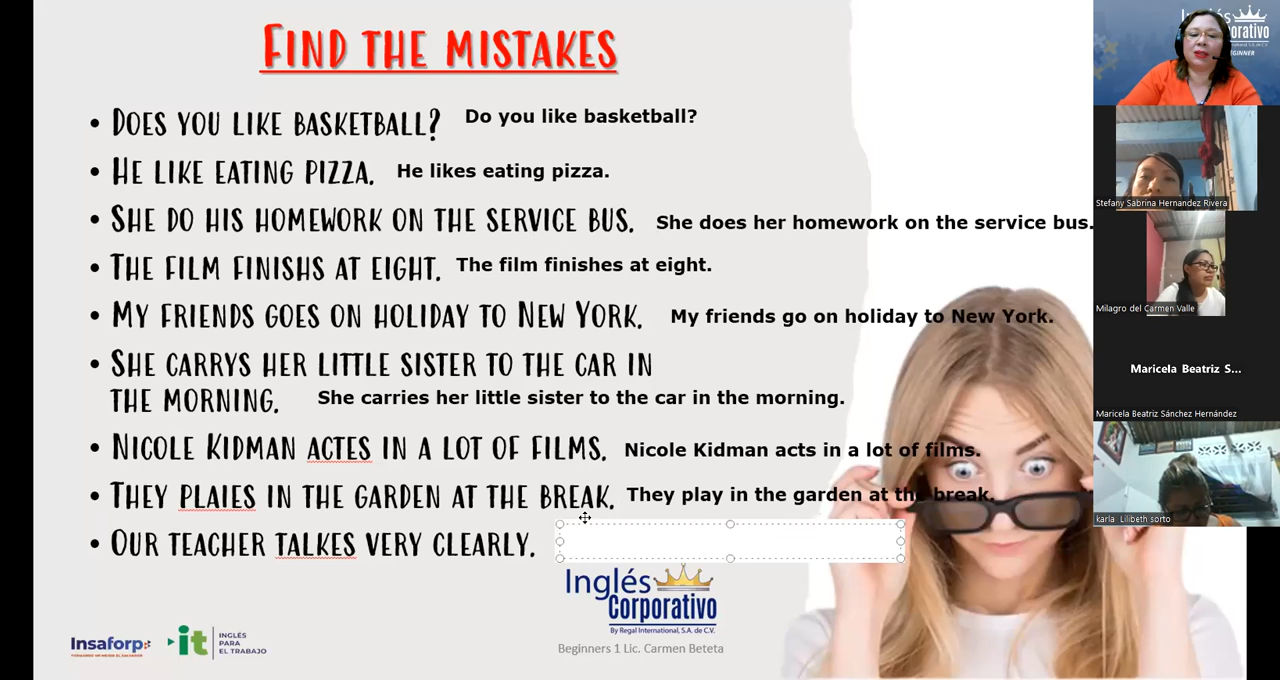 FIND THE MISTAKES
• DOES YOU LIKE BASKETBALL? Do you like basketball?
• HE LIKE EATING PIZZA. He likes eating pizza.
• SHE DO HIS HOMEWORK ON THE SERVICE BUS. She does her homework on the service bus.
• THE FILM FINISHS AT EIGHT. The film finishes at eight.
• MY FRIENDS GOES ON HOLIDAY TO NEW YORK. My friends go on holiday to New York.
• SHE CARRYS HER LITTLE SISTER TO THE CAR IN
THE MORNING. She carries her little sister to the car in the morning.
• NICOLE KIDMAN ACTES IN A LOT OF FILMS. Nicole Kidman acts in a lot of films.
• THEY PLAIES IN THE GARDEN AT THE BREAK. They play in the garden at the break.
• OUR TEACHER TALKES VERY CLEARLY.
Inglés
Corporativo
By Regal International, S.A. de C.V.
Beginners 1 Lic. Carmen Beteta
Insaforp
it
INGLÉS
PARA
EL TRABAJO
Stefany Sabrina Hernandez Rivera
Milagro del Carmen Valle
Maricela Beatriz S...
Maricela Beatriz Sánchez Hernández
karla Lilibeth sorto